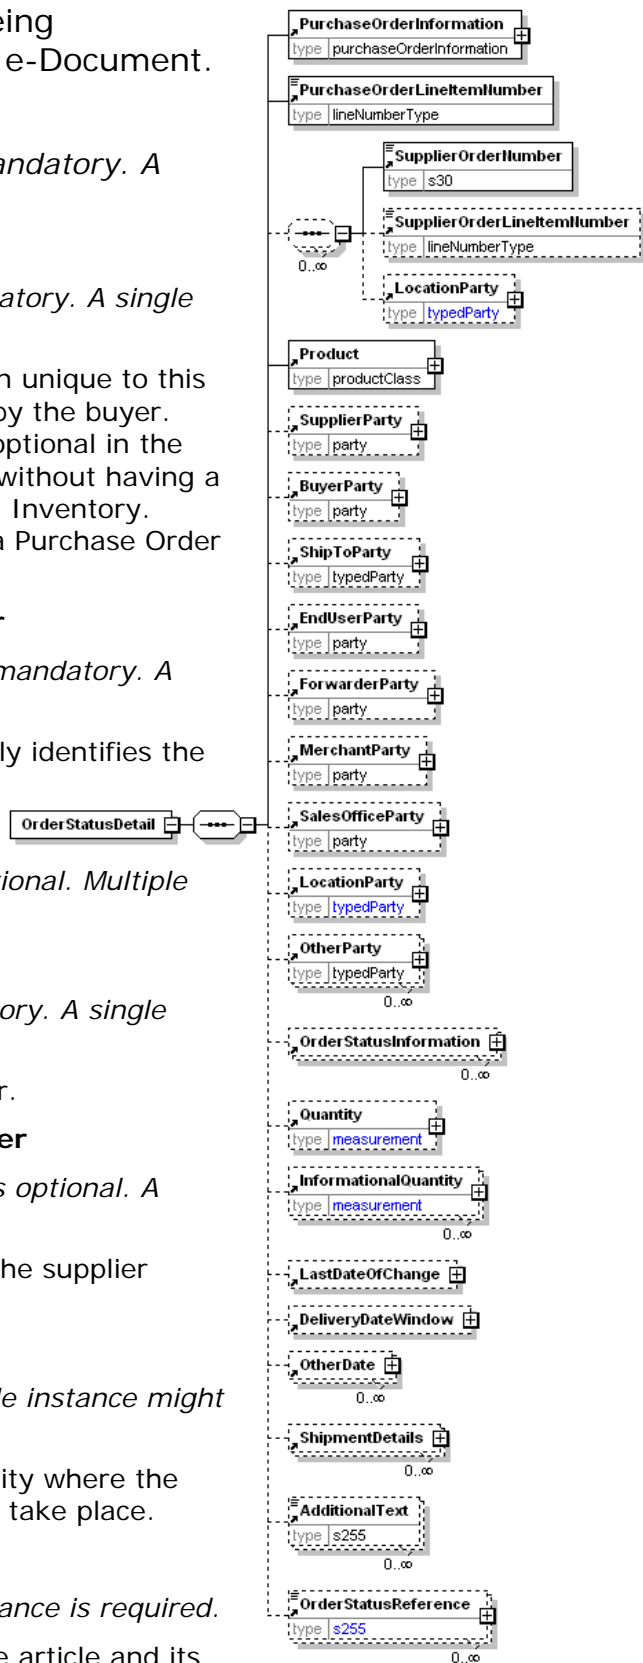 eing
e-Document.
andatory. A
atory. A single
n unique to this
by the buyer.
optional in the
without having a
Inventory.
a Purchase Order
r
mandatory. A
ly identifies the
tional. Multiple
ory. A single
r.
er
s optional. A
he supplier
le instance might
ity where the
take place.
ance is required.
e article and its
OrderStatusDetail
PurchaseOrderInformation
type purchaseOrderInformation
PurchaseOrderLineItemNumber
type lineNumberType
0..∞
SupplierOrderNumber
type s30
SupplierOrderLineItemNumber
type lineNumberType
LocationParty
type typedParty
Product
type productClass
SupplierParty
type party
BuyerParty
type party
ShipToParty
type typedParty
EndUserParty
type party
ForwarderParty
type party
MerchantParty
type party
SalesOfficeParty
type party
LocationParty
type typedParty
OtherParty
type typedParty
0..∞
OrderStatusInformation
0..∞
Quantity
type measurement
InformationalQuantity
type measurement
0..∞
LastDateOfChange
DeliveryDateWindow
OtherDate
0..∞
ShipmentDetails
0..∞
AdditionalText
type s255
0..∞
OrderStatusReference
type s255
0..∞